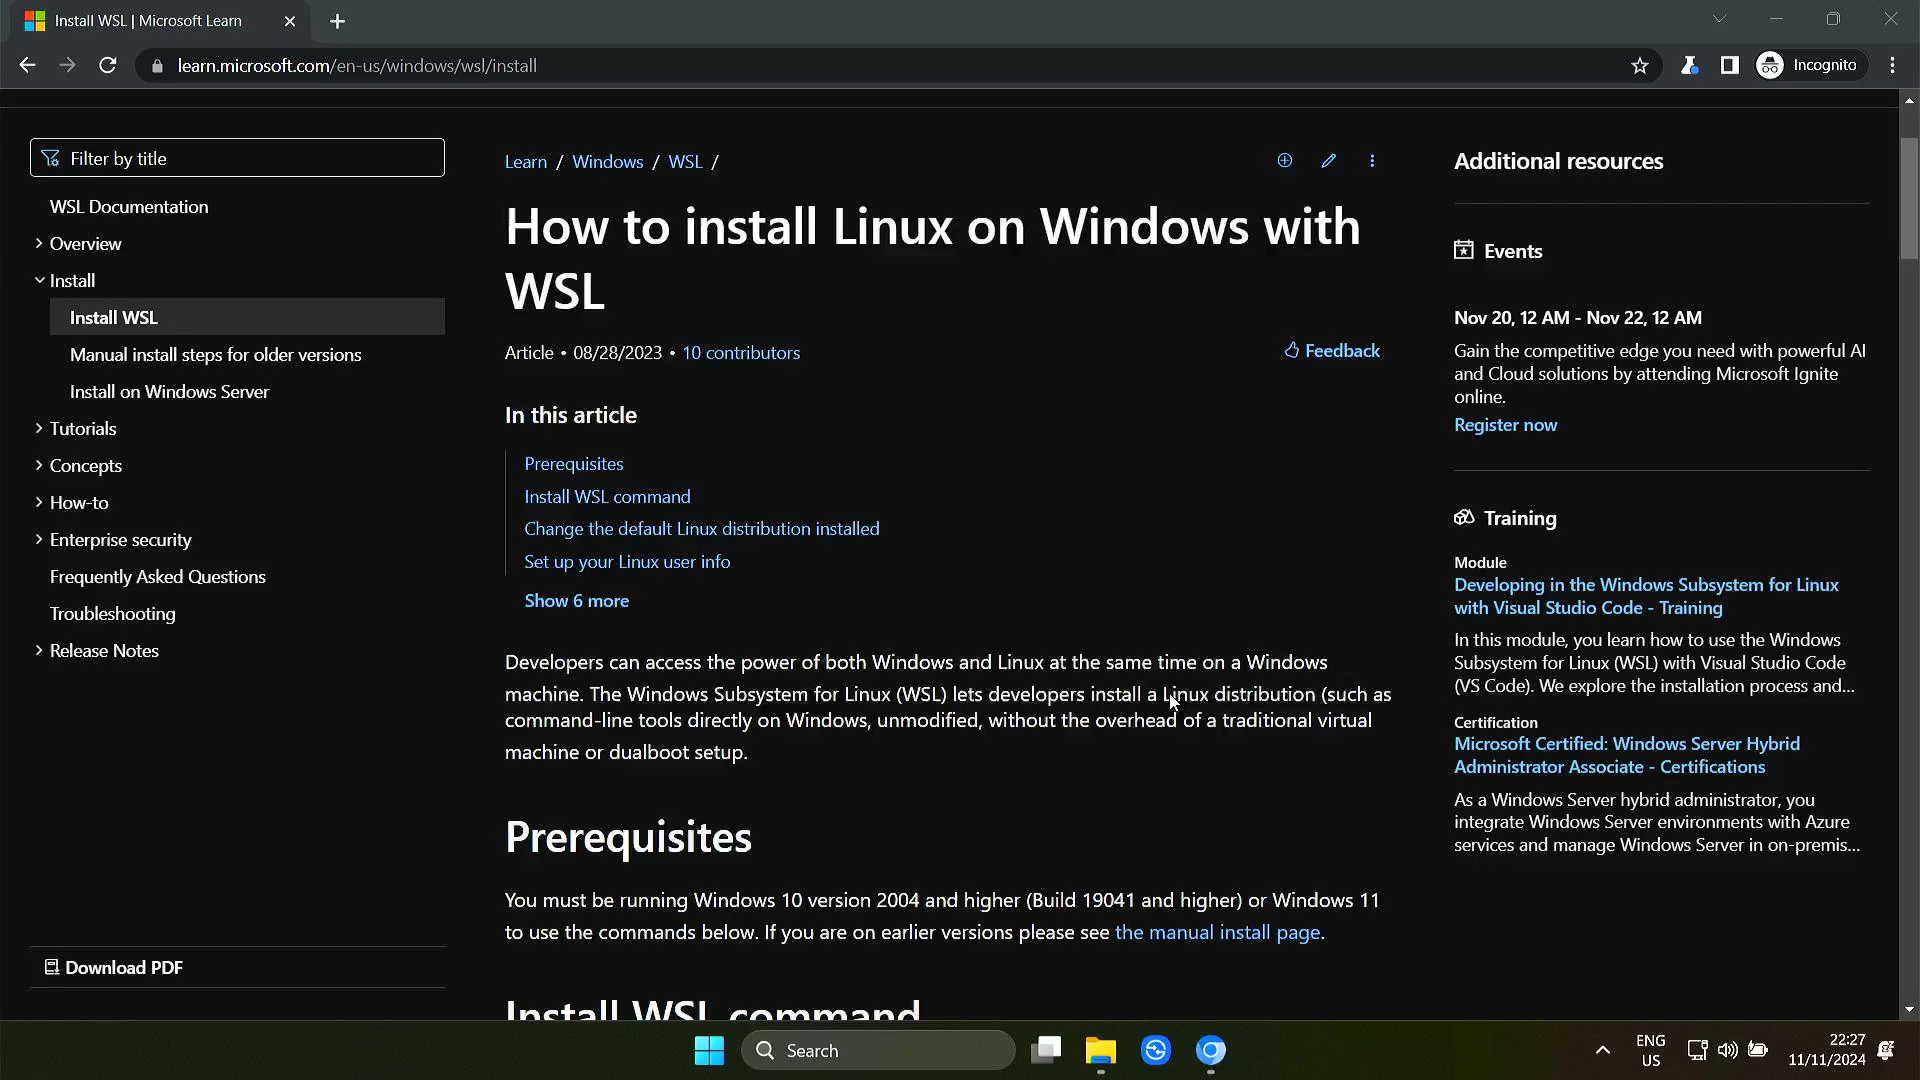 Install WSL | Microsoft Learn
learn.microsoft.com/en-us/windows/wsl/install
Incognito
Filter by title
WSL Documentation
Overview
Install
Install WSL
Manual install steps for older versions
Install on Windows Server
Tutorials
Concepts
How-to
Enterprise security
Frequently Asked Questions
Troubleshooting
Release Notes
Download PDF
Learn / Windows / WSL /
How to install Linux on Windows with
WSL
Article • 08/28/2023 • 10 contributors
Feedback
In this article
Prerequisites
Install WSL command
Change the default Linux distribution installed
Set up your Linux user info
Show 6 more
Developers can access the power of both Windows and Linux at the same time on a Windows
machine. The Windows Subsystem for Linux (WSL) lets developers install a Linux distribution (such as
command-line tools directly on Windows, unmodified, without the overhead of a traditional virtual
machine or dualboot setup.
Prerequisites
You must be running Windows 10 version 2004 and higher (Build 19041 and higher) or Windows 11
to use the commands below. If you are on earlier versions please see the manual install page.
Install WSL command
Additional resources
Events
Nov 20, 12 AM - Nov 22, 12 AM
Gain the competitive edge you need with powerful AI
and Cloud solutions by attending Microsoft Ignite
online.
Register now
Training
Module
Developing in the Windows Subsystem for Linux
with Visual Studio Code - Training
In this module, you learn how to use the Windows
Subsystem for Linux (WSL) with Visual Studio Code
(VS Code). We explore the installation process and...
Certification
Microsoft Certified: Windows Server Hybrid
Administrator Associate - Certifications
As a Windows Server hybrid administrator, you
integrate Windows Server environments with Azure
services and manage Windows Server in on-premis...
Search
ENG
US
22:27
11/11/2024